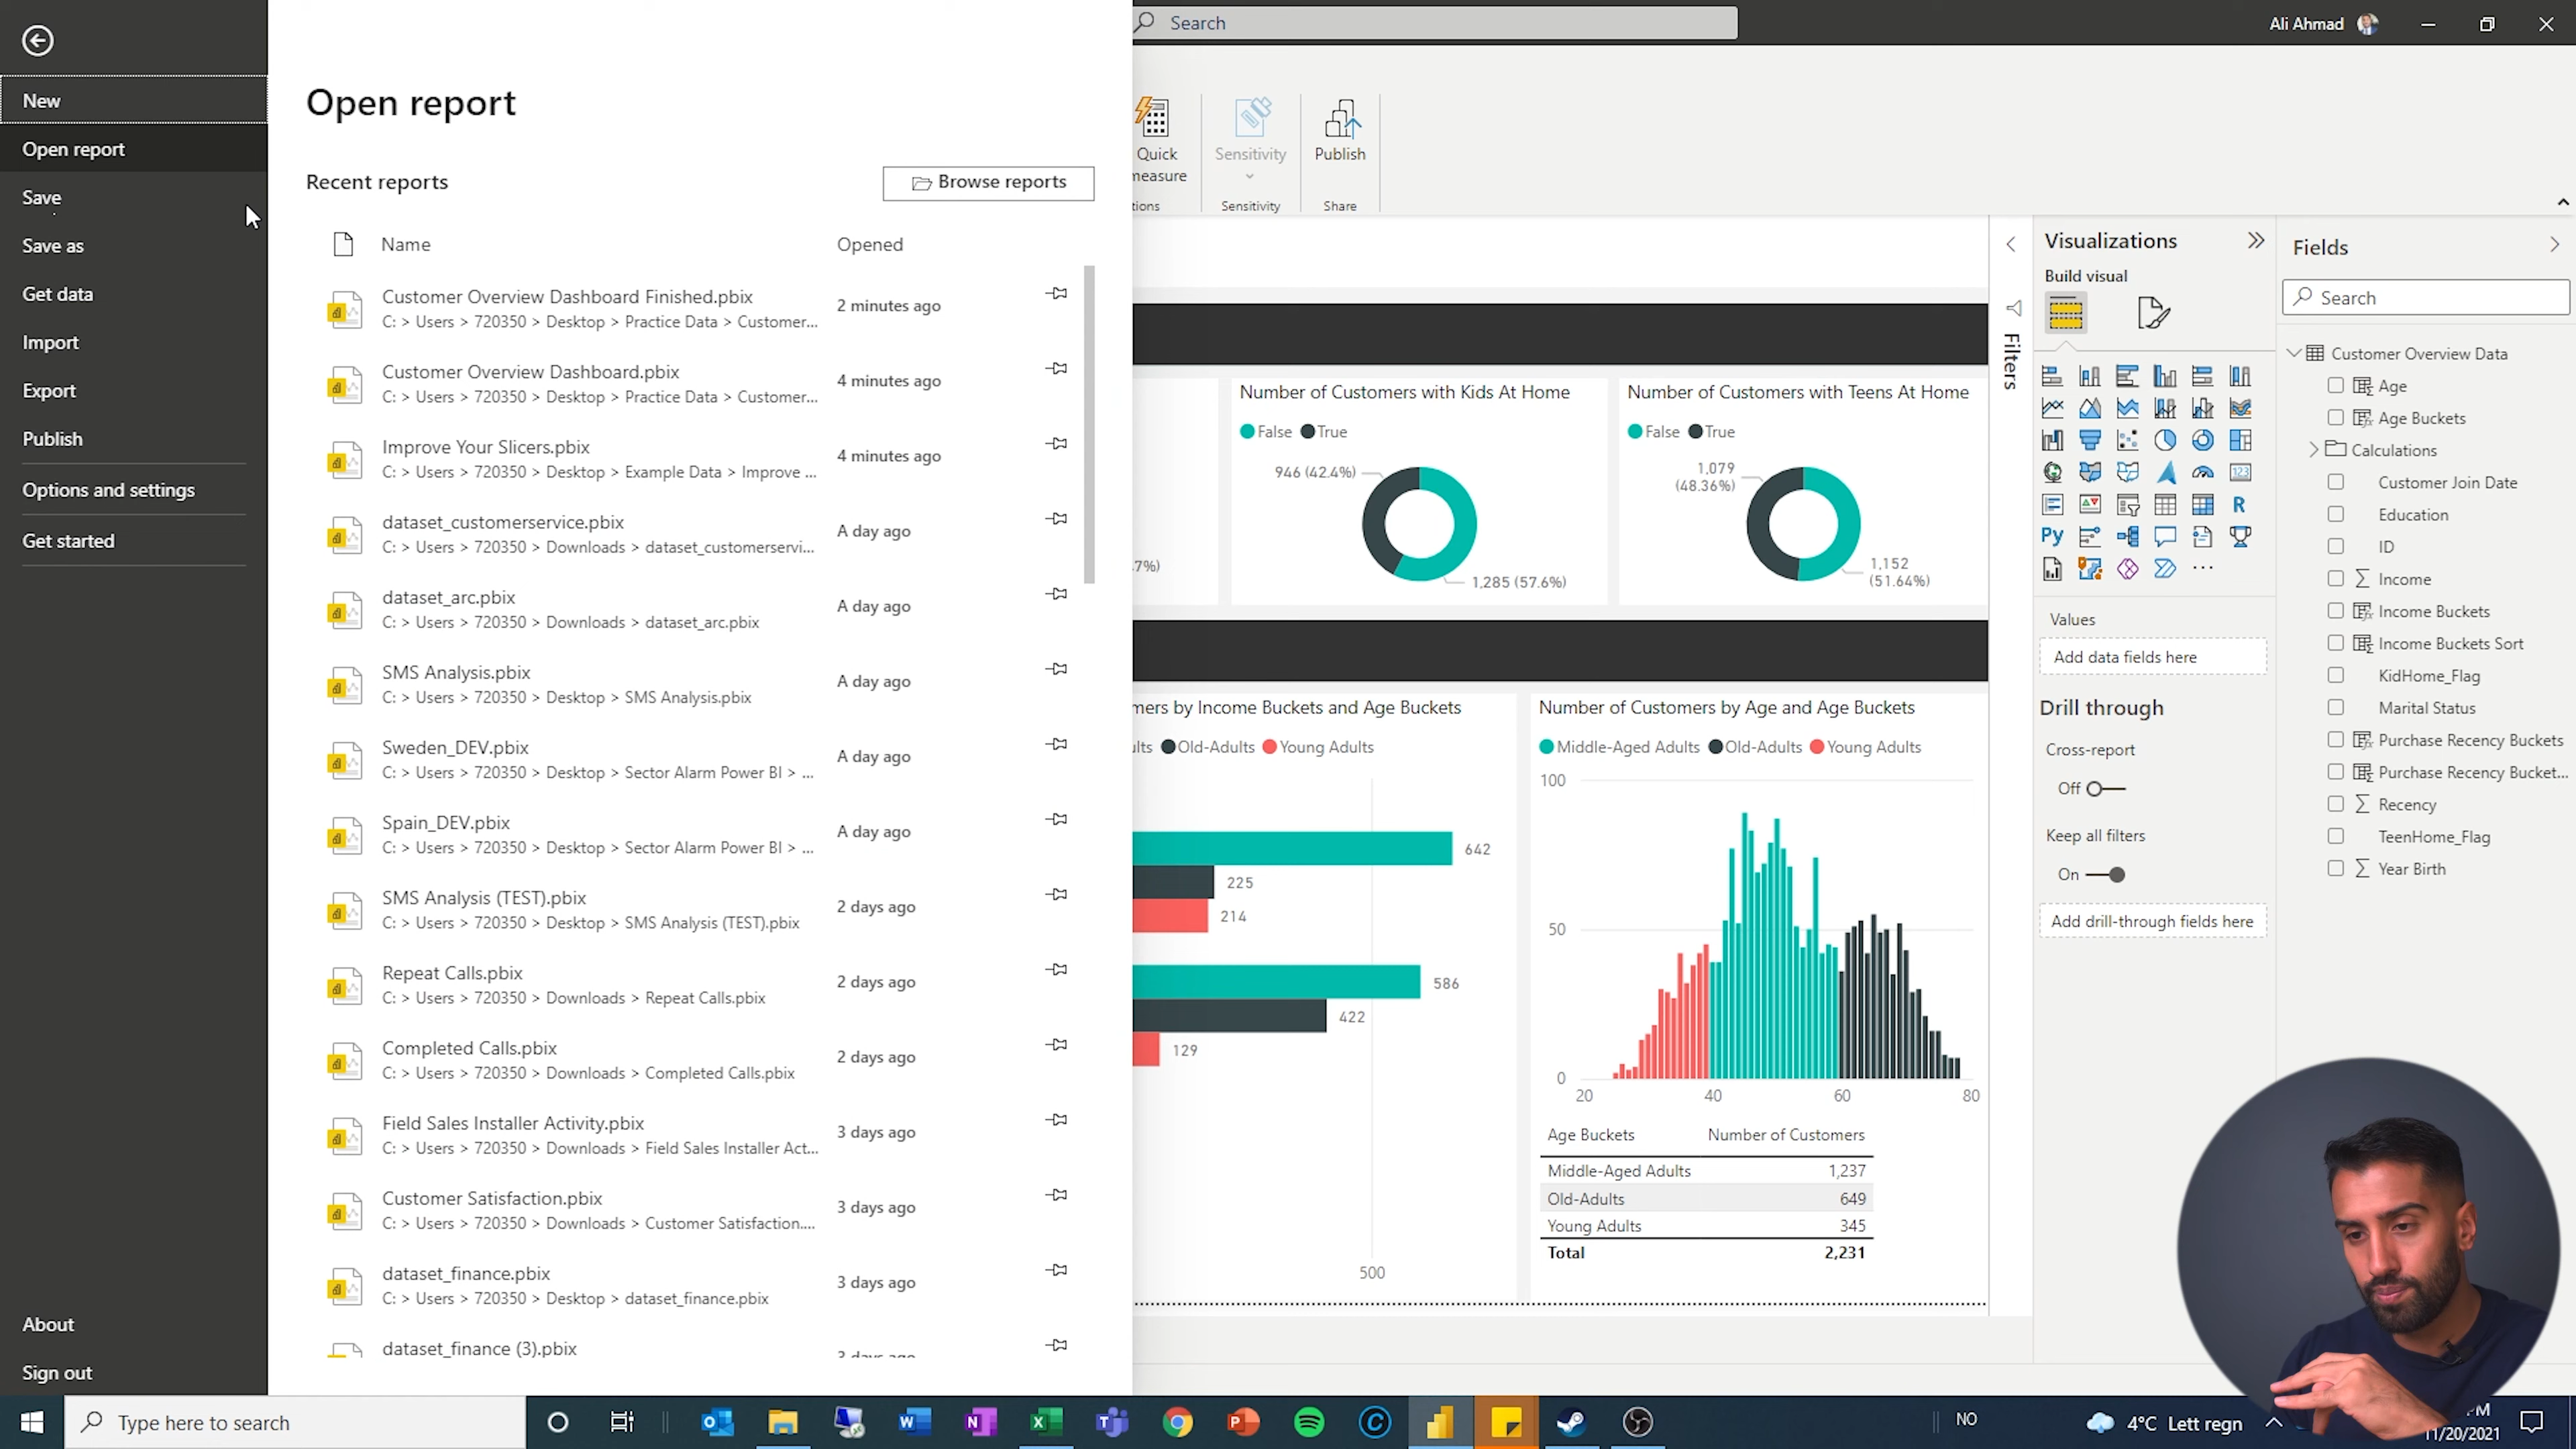 Search
Ali Ahmad
New
Open report
Save
Save as
Get data
Import
Export
Publish
Options and settings
Get started
About
Sign out
Open report
Recent reports
Browse reports
Name
Opened
Customer Overview Dashboard Finished.pbix
C: > Users > 720350 > Desktop > Practice Data > Customer...
2 minutes ago
Customer Overview Dashboard.pbix
C: > Users > 720350 > Desktop > Practice Data > Customer...
4 minutes ago
Improve Your Slicers.pbix
C: > Users > 720350 > Desktop > Example Data > Improve ...
4 minutes ago
dataset_customerservice.pbix
C: > Users > 720350 > Downloads > dataset_customerservi...
A day ago
dataset_arc.pbix
C: > Users > 720350 > Downloads > dataset_arc.pbix
A day ago
SMS Analysis.pbix
C: > Users > 720350 > Desktop > SMS Analysis.pbix
A day ago
Sweden_DEV.pbix
C: > Users > 720350 > Desktop > Sector Alarm Power BI > ...
A day ago
Spain_DEV.pbix
C: > Users > 720350 > Desktop > Sector Alarm Power BI > ...
A day ago
SMS Analysis (TEST).pbix
C: > Users > 720350 > Desktop > SMS Analysis (TEST).pbix
2 days ago
Repeat Calls.pbix
C: > Users > 720350 > Downloads > Repeat Calls.pbix
2 days ago
Completed Calls.pbix
C: > Users > 720350 > Downloads > Completed Calls.pbix
2 days ago
Field Sales Installer Activity.pbix
C: > Users > 720350 > Downloads > Field Sales Installer Act...
3 days ago
Customer Satisfaction.pbix
C: > Users > 720350 > Downloads > Customer Satisfaction....
3 days ago
dataset_finance.pbix
C: > Users > 720350 > Desktop > dataset_finance.pbix
3 days ago
dataset_finance (3).pbix
3 days ago
Quick
measure
tions
Sensitivity
Sensitivity
Publish
Share
.7%)
Number of Customers with Kids At Home
False True
946 (42.4%)
1,285 (57.6%)
Number of Customers with Teens At Home
False True
1,079
(48.36%)
1,152
(51.64%)
mers by Income Buckets and Age Buckets
ults Old-Adults Young Adults
642
225
214
586
422
129
500
Number of Customers by Age and Age Buckets
Middle-Aged Adults Old-Adults Young Adults
100
50
0
20 40 60 80
Age Buckets Number of Customers
Middle-Aged Adults 1,237
Old-Adults 649
Young Adults 345
Total 2,231
Filters
Visualizations
Build visual
123
R
Py
...
Values
Add data fields here
Drill through
Cross-report
Off
Keep all filters
On
Add drill-through fields here
Fields
Search
Customer Overview Data
Age
Age Buckets
Calculations
Customer Join Date
Education
ID
Income
Income Buckets
Income Buckets Sort
KidHome_Flag
Marital Status
Purchase Recency Buckets
Purchase Recency Bucket...
Recency
TeenHome_Flag
Year Birth
Type here to search
NO
4°C Lett regn
PM
11/20/2021